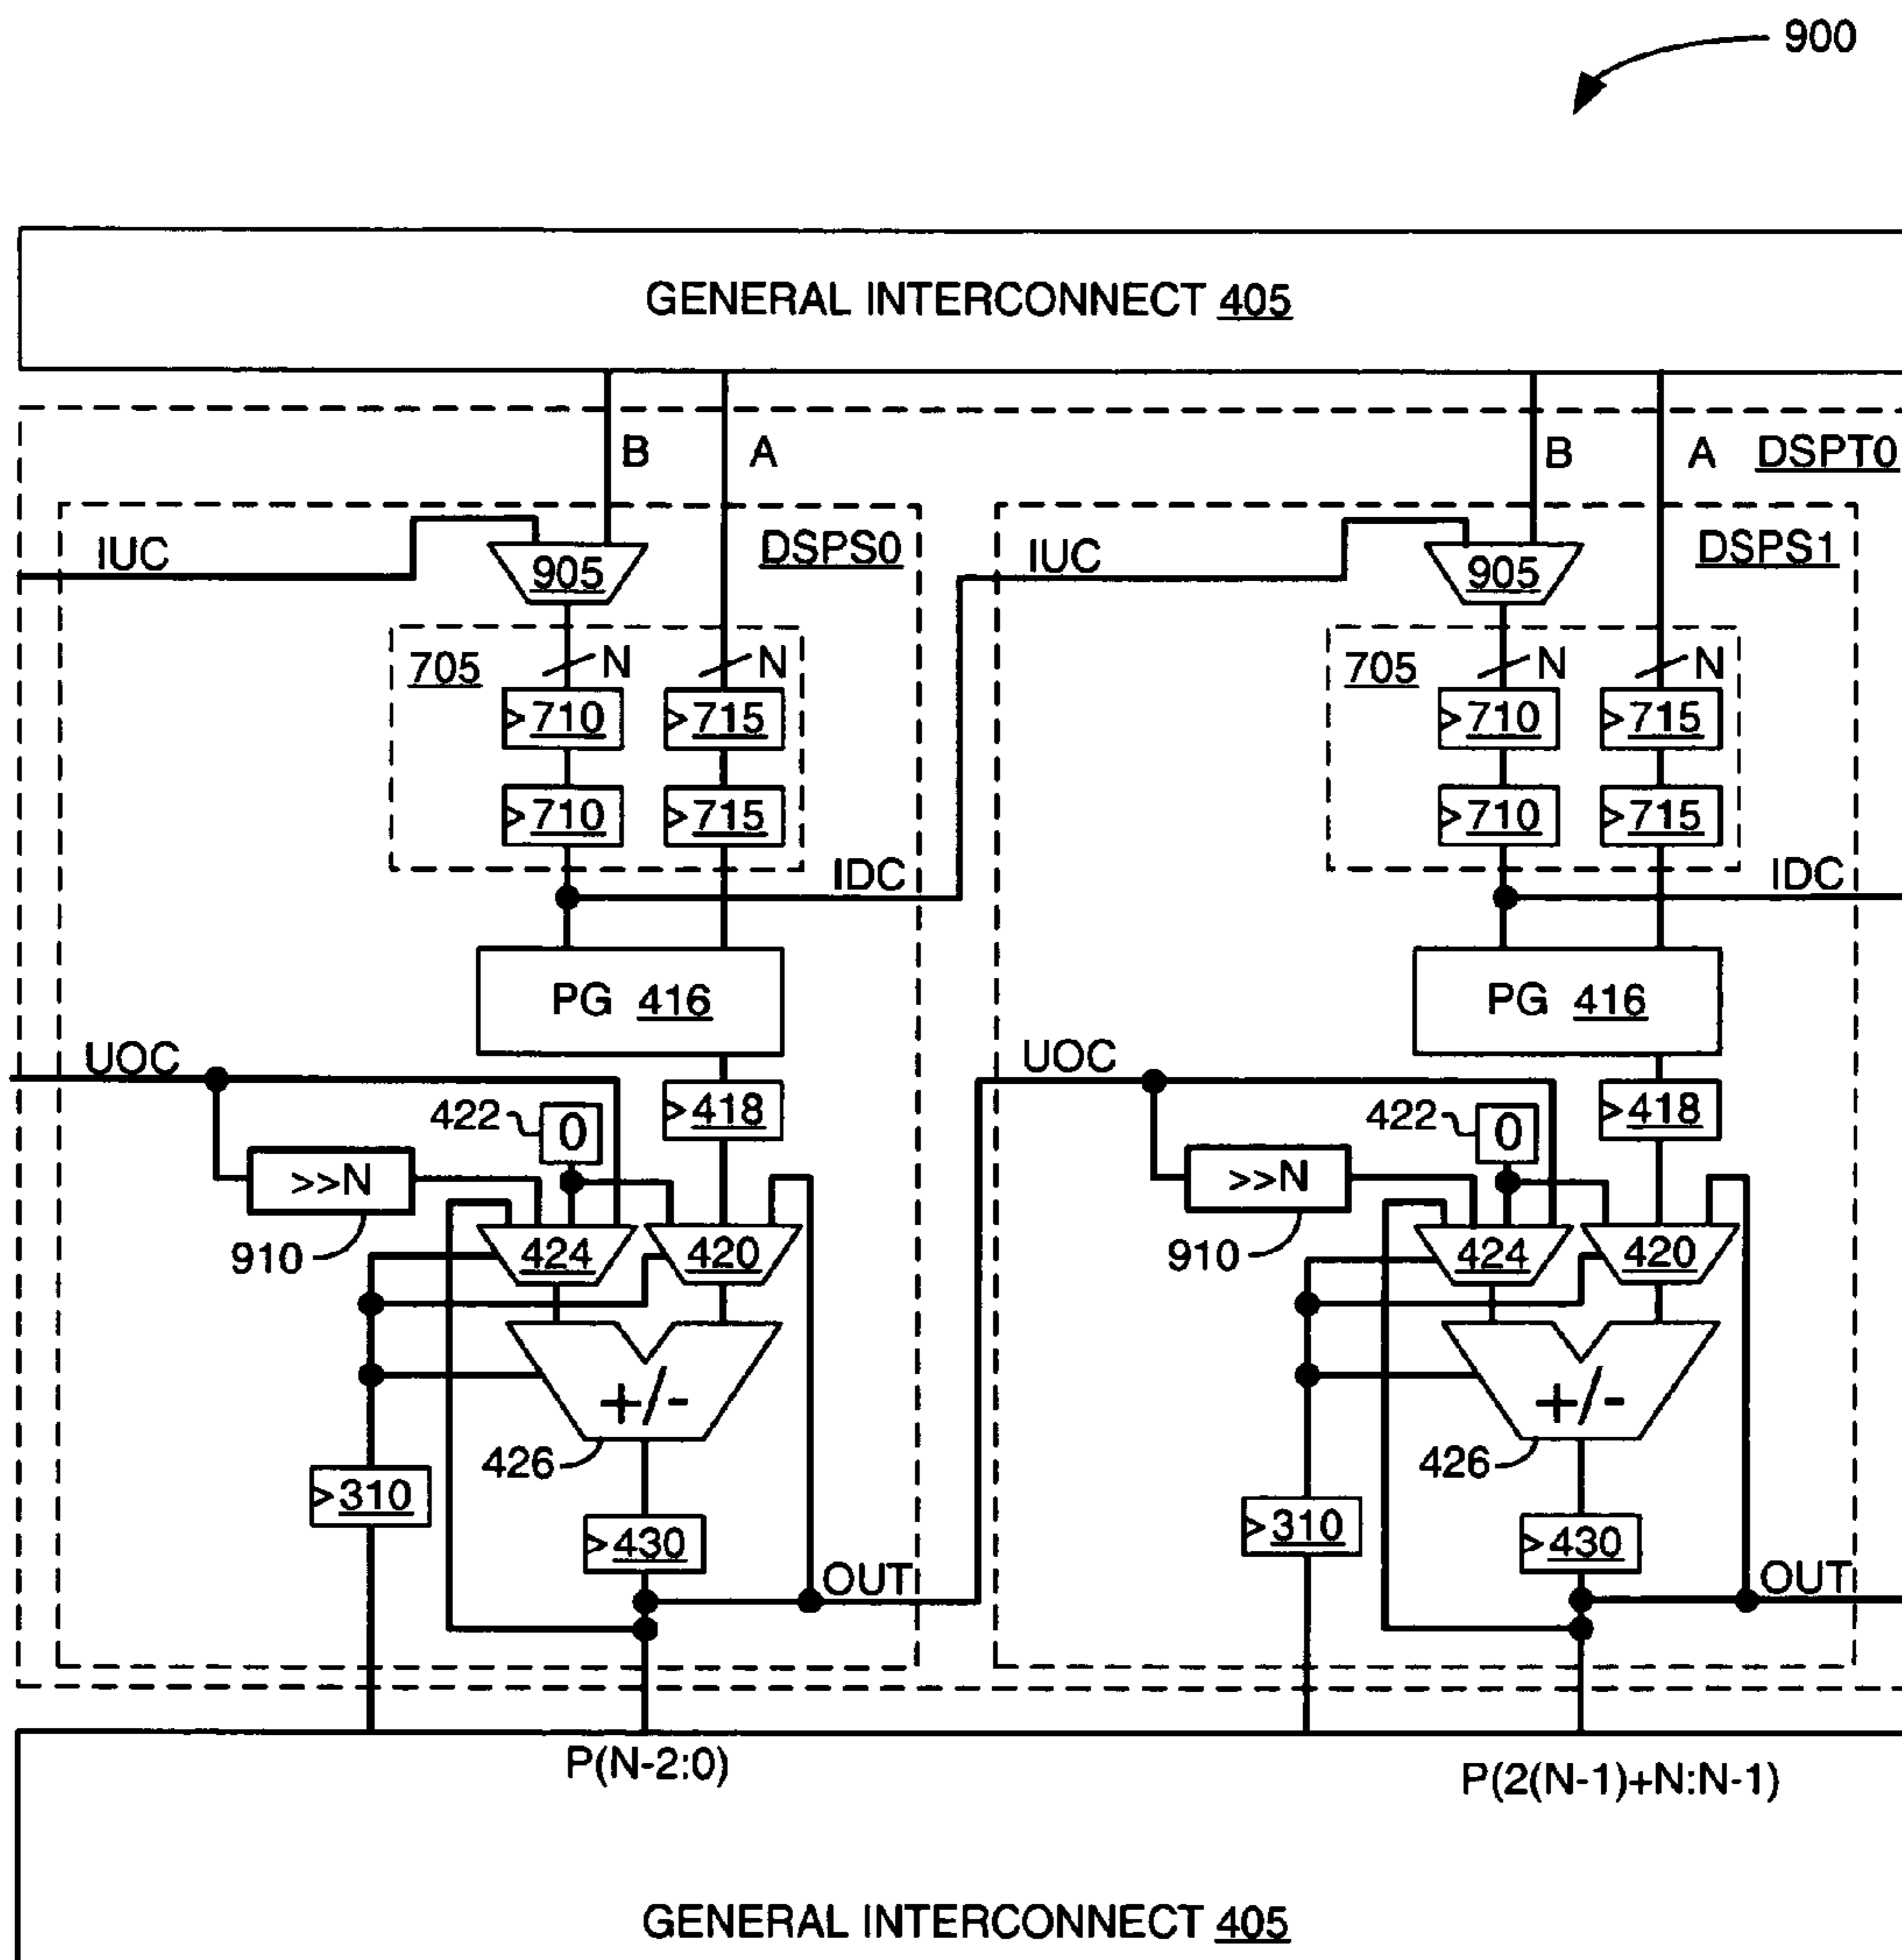 900
GENERAL INTERCONNECT 405
B A B A DSPT0
IUC 905 DSPS0 IUC 905 DSPS1
705 N N 705 N N
>710 >715 >710 >715
>710 >715 >710 >715
IDC IDC
PG 416 PG 416
UOC UOC
422 0 >418 422 0 >418
>>N >>N
910 424 420 910 424 420
+/- +/-
426 426
>310 >310
>430 >430
OUT OUT
P(N-2:0) P(2(N-1)+N:N-1)
GENERAL INTERCONNECT 405